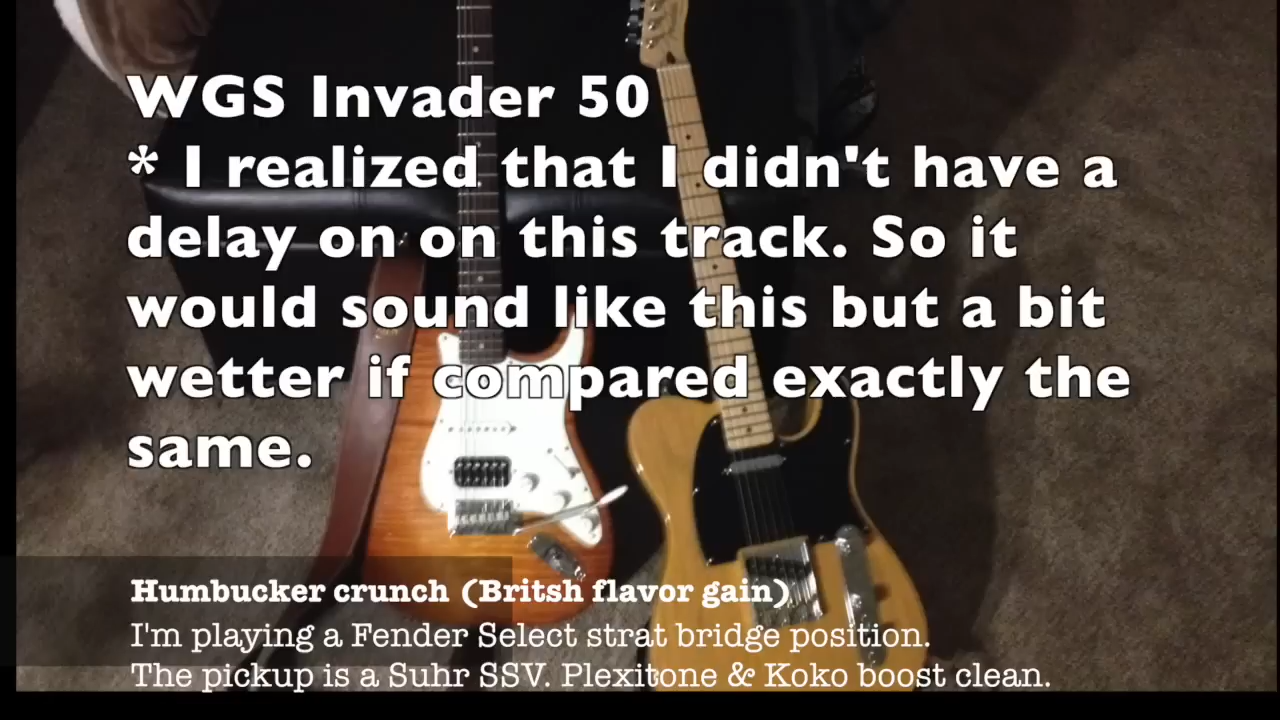 WGS Invader 50
* I realized that I didn't have a
delay on on this track. So it
would sound like this but a bit
wetter if compared exactly the
same.
Humbucker crunch (Britsh flavor gain)
I'm playing a Fender Select strat bridge position.
The pickup is a Suhr SSV. Plexitone & Koko boost clean.